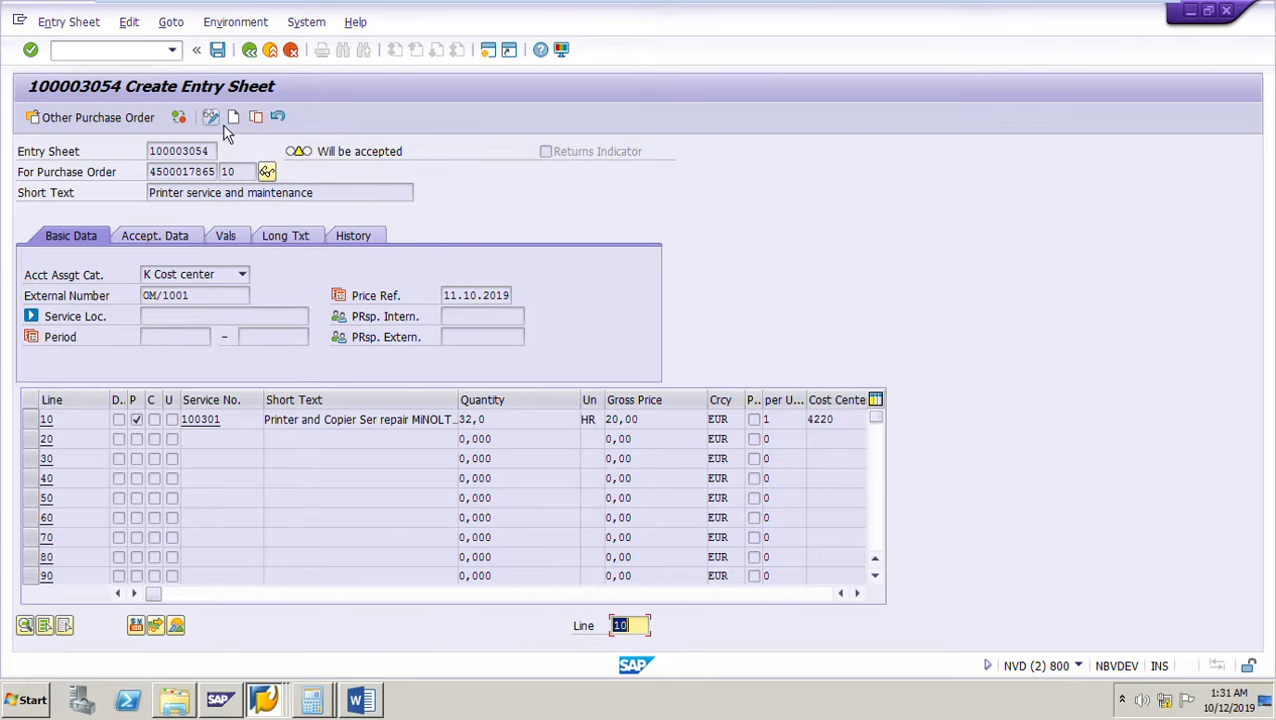 Entry Sheet Edit Goto Environment System Help
100003054 Create Entry Sheet
Other Purchase Order
Entry Sheet 100003054 Will be accepted Returns Indicator
For Purchase Order 4500017865 10
Short Text Printer service and maintenance
Basic Data Accept. Data Vals Long Txt History
Acct Assgt Cat. K Cost center
External Number OM/1001 Price Ref. 11.10.2019
Service Loc. PRsp. Intern.
Period – PRsp. Extern.
Line D.. P C U Service No. Short Text Quantity Un Gross Price Crcy P.. per U... Cost Cente
10 100301 Printer and Copier Ser repair MiNOLT... 32,0 HR 20,00 EUR 1 4220
20 0,000 0,00 EUR 0
30 0,000 0,00 EUR 0
40 0,000 0,00 EUR 0
50 0,000 0,00 EUR 0
60 0,000 0,00 EUR 0
70 0,000 0,00 EUR 0
80 0,000 0,00 EUR 0
90 0,000 0,00 EUR 0
Line 10
SAP NVD (2) 800 NBVDEV INS
Start SAP 1:31 AM
10/12/2019